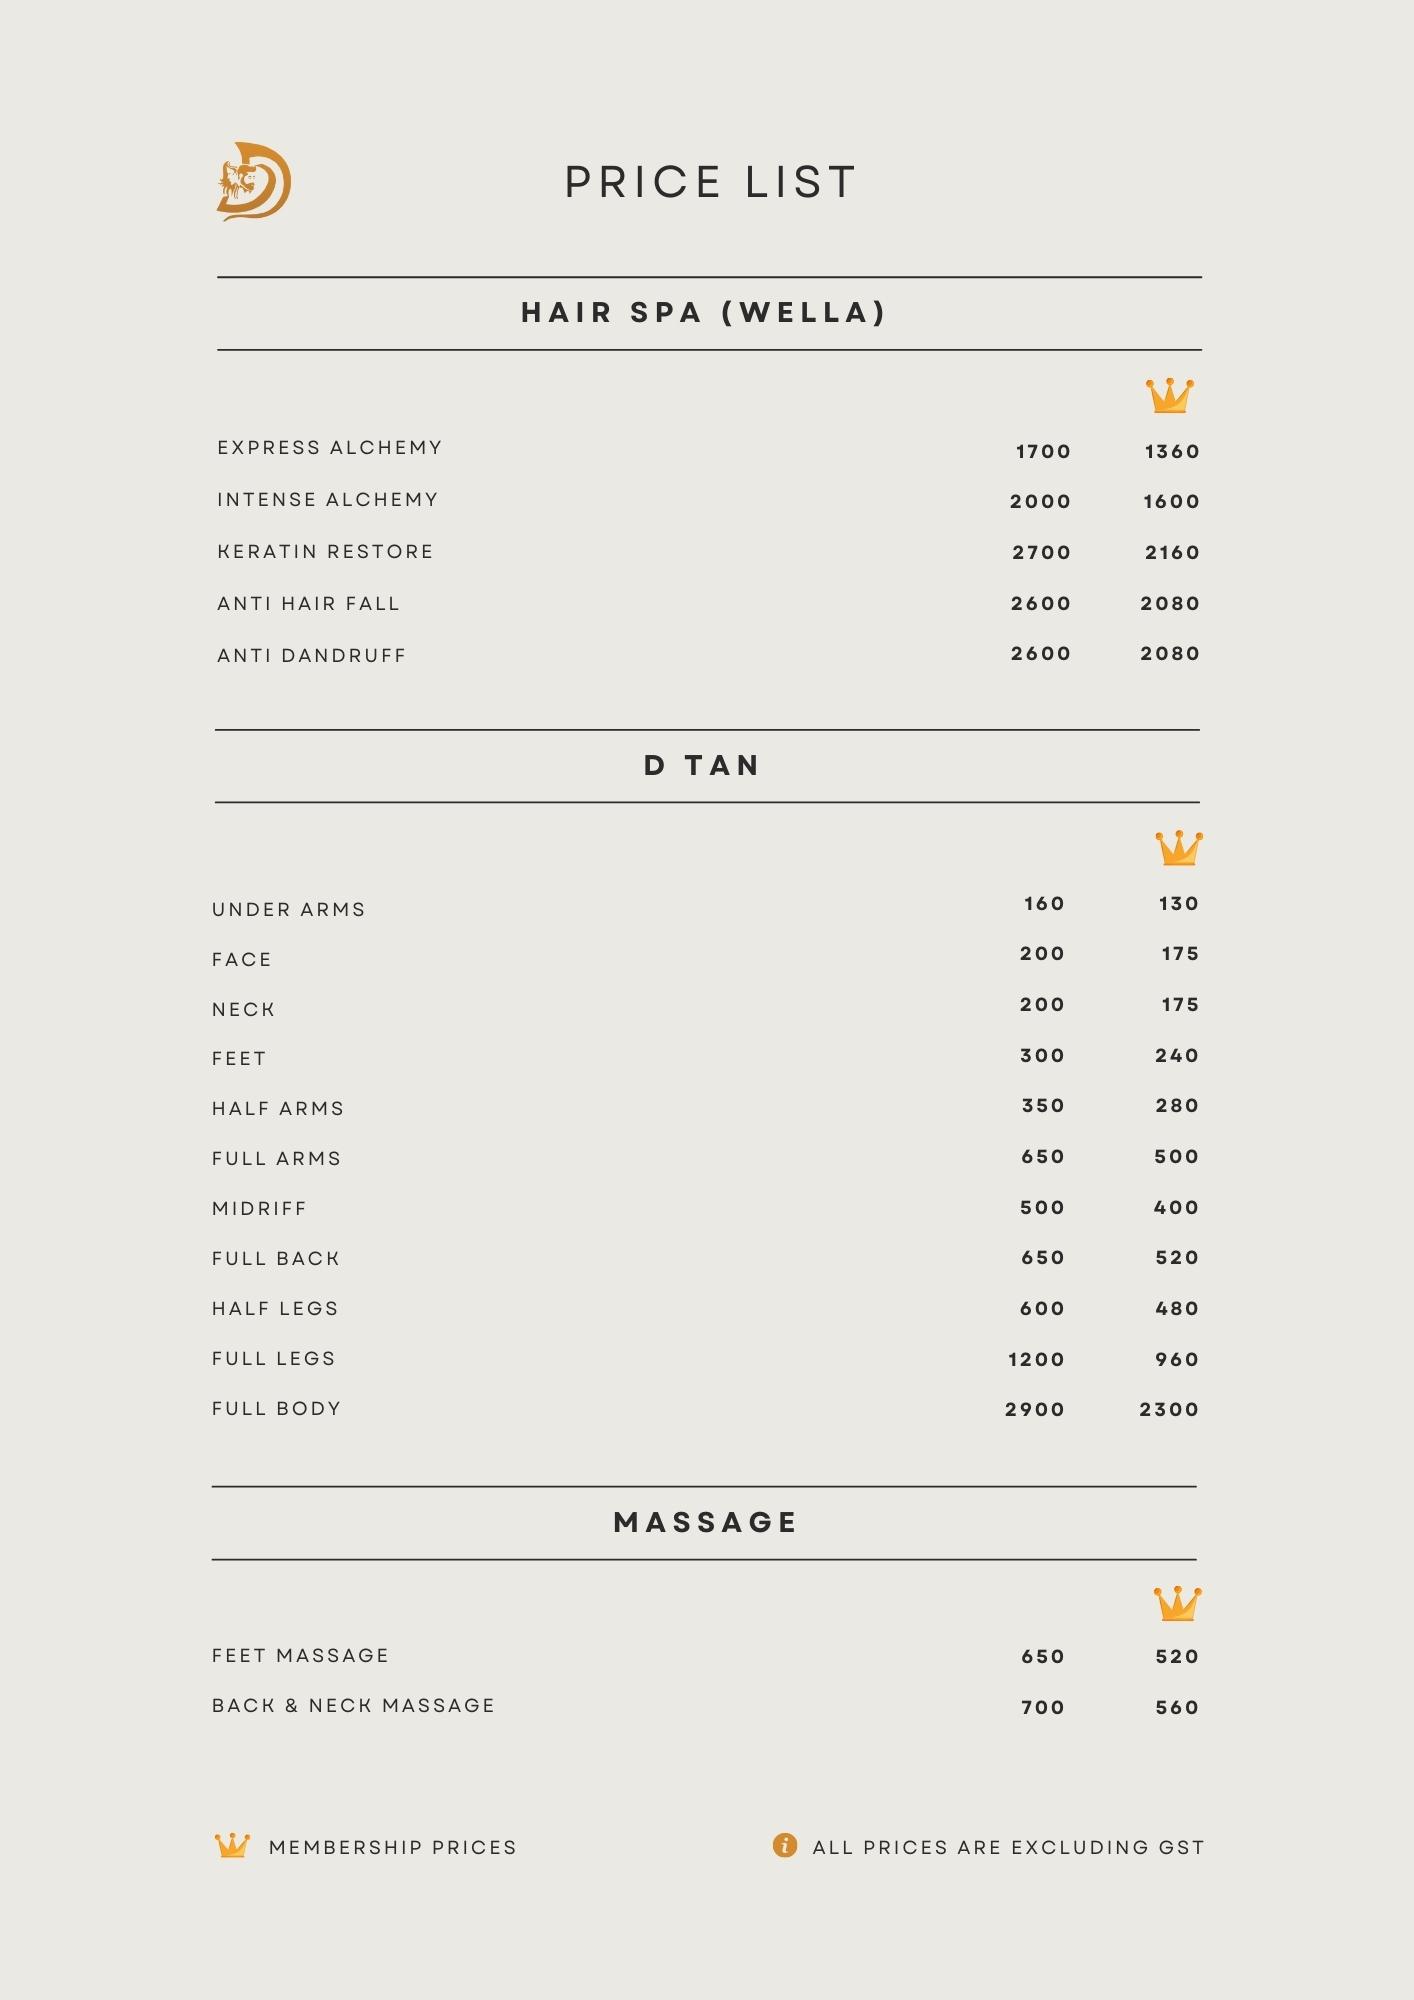 PRICE LIST
HAIR SPA (WELLA)
EXPRESS ALCHEMY 1700 1360
INTENSE ALCHEMY 2000 1600
KERATIN RESTORE 2700 2160
ANTI HAIR FALL 2600 2080
ANTI DANDRUFF 2600 2080
D TAN
UNDER ARMS 160 130
FACE 200 175
NECK 200 175
FEET 300 240
HALF ARMS 350 280
FULL ARMS 650 500
MIDRIFF 500 400
FULL BACK 650 520
HALF LEGS 600 480
FULL LEGS 1200 960
FULL BODY 2900 2300
MASSAGE
FEET MASSAGE 650 520
BACK & NECK MASSAGE 700 560
MEMBERSHIP PRICES
i ALL PRICES ARE EXCLUDING GST